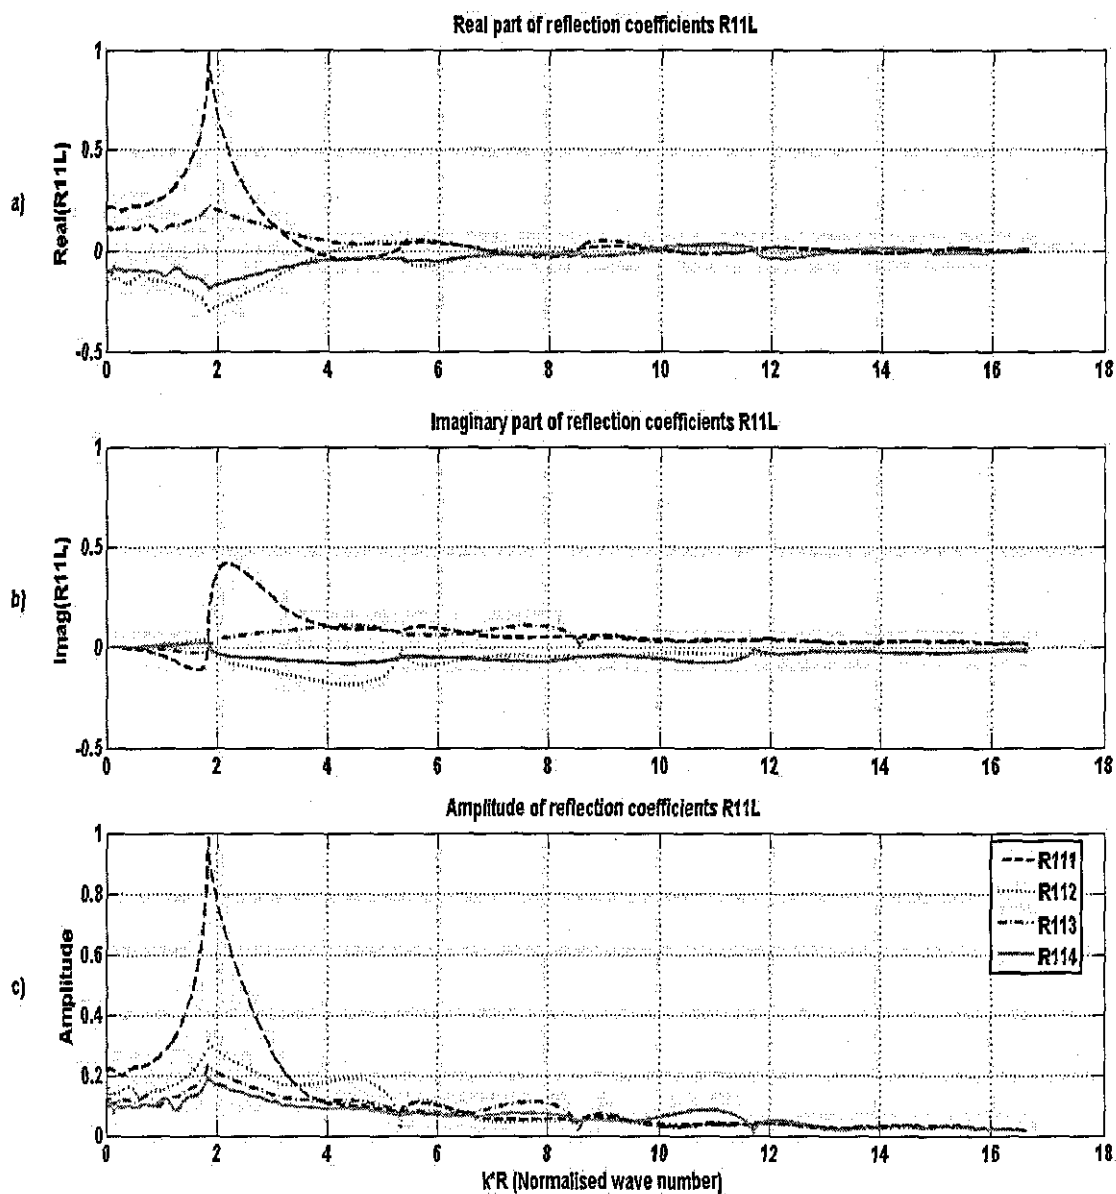 Real part of reflection coefficients R11L
1
0.5
0
-0.5
Real(R11L)
a)
0 2 4 6 8 10 12 14 16 18
Imaginary part of reflection coefficients R11L
1
0.5
0
-0.5
Imag(R11L)
b)
0 2 4 6 8 10 12 14 16 18
Amplitude of reflection coefficients R11L
1
0.8
0.6
0.4
0.2
0
Amplitude
c)
R111
R112
R113
R114
0 2 4 6 8 10 12 14 16 18
k*R (Normalised wave number)